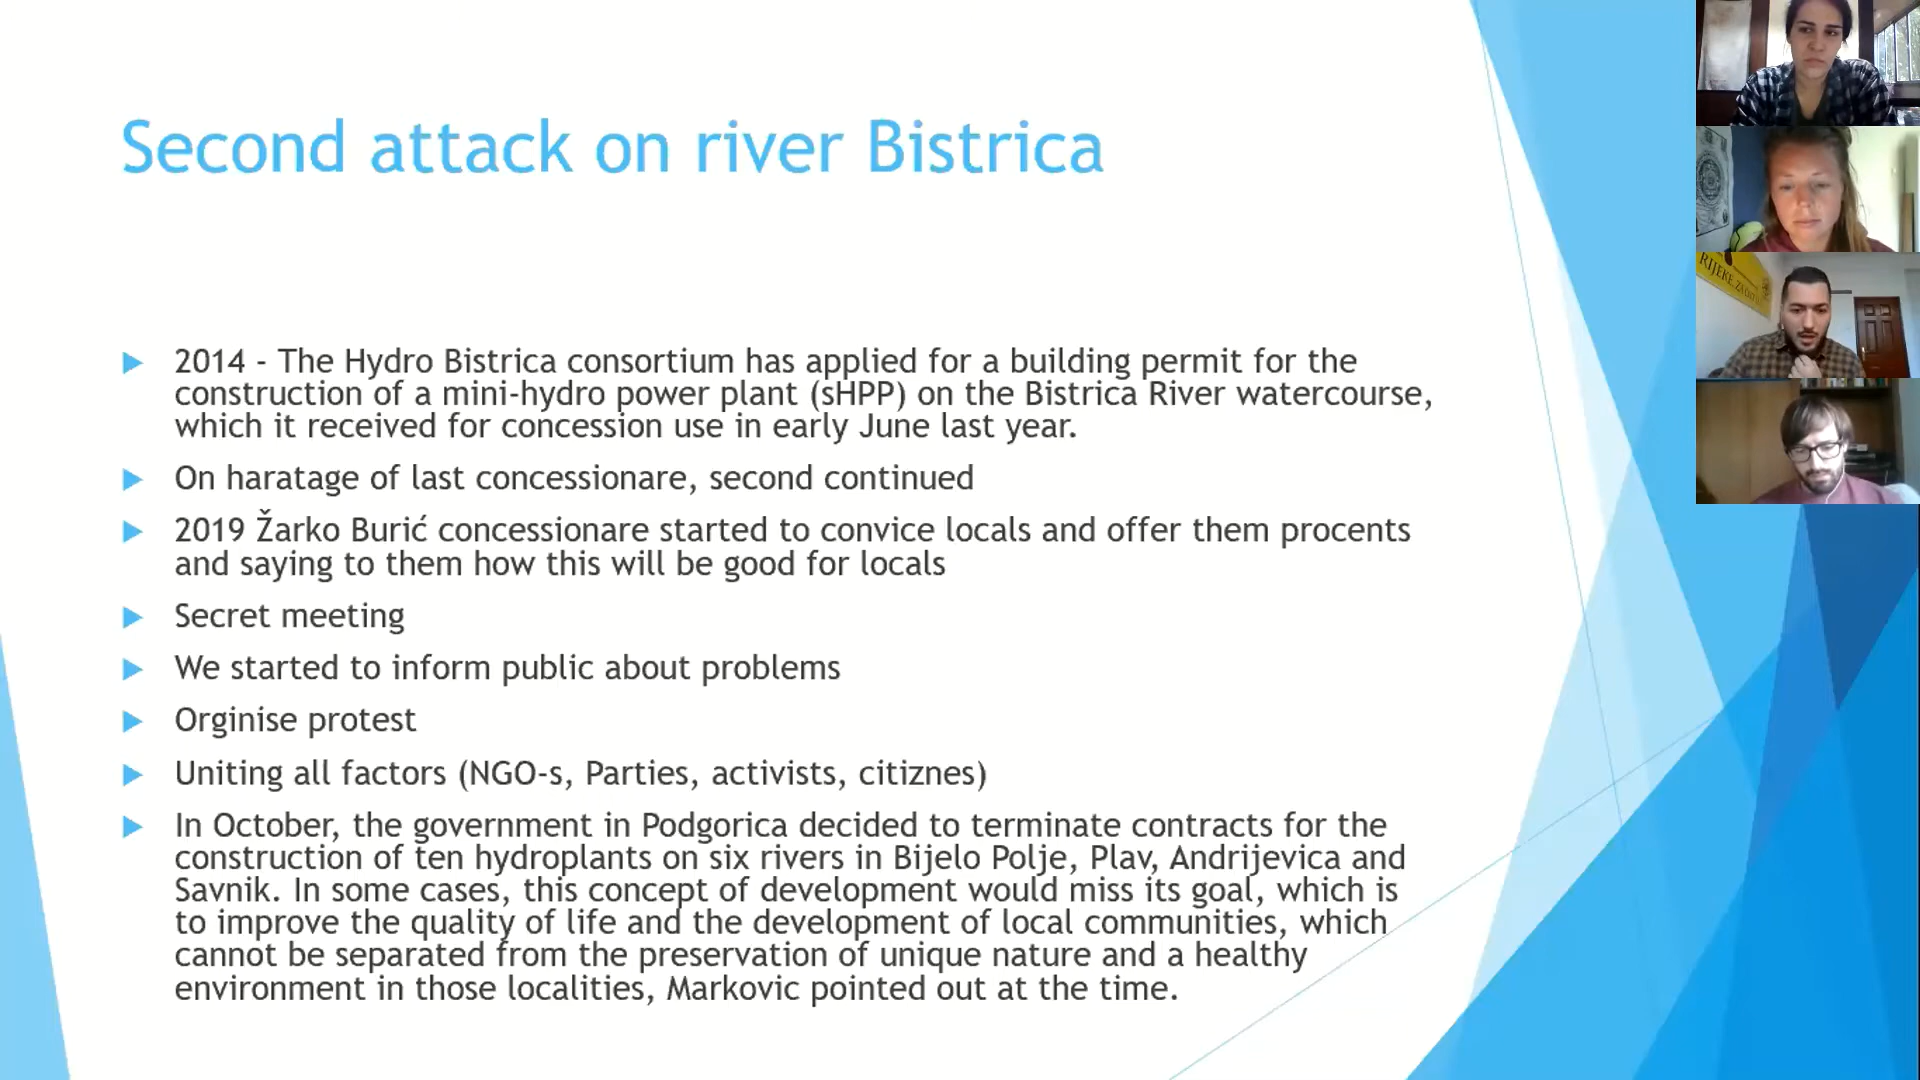 Second attack on river Bistrica
2014 - The Hydro Bistrica consortium has applied for a building permit for the
construction of a mini-hydro power plant (sHPP) on the Bistrica River watercourse,
which it received for concession use in early June last year.
On haratage of last concessionare, second continued
2019 Žarko Burić concessionare started to convice locals and offer them procents
and saying to them how this will be good for locals
Secret meeting
We started to inform public about problems
Orginise protest
Uniting all factors (NGO-s, Parties, activists, citiznes)
In October, the government in Podgorica decided to terminate contracts for the
construction of ten hydroplants on six rivers in Bijelo Polje, Plav, Andrijevica and
Savnik. In some cases, this concept of development would miss its goal, which is
to improve the quality of life and the development of local communities, which
cannot be separated from the preservation of unique nature and a healthy
environment in those localities, Markovic pointed out at the time.
RIJEKE ZA